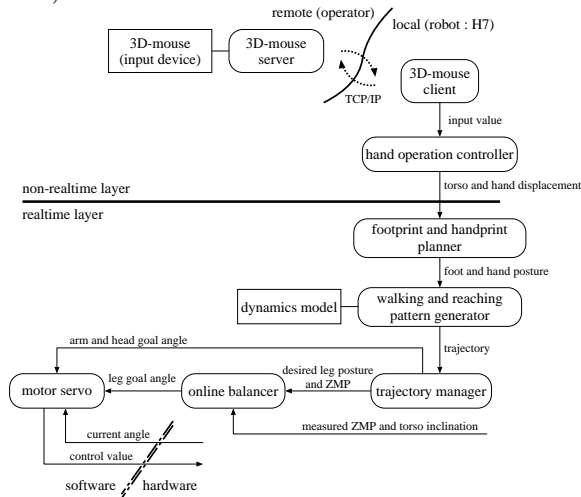 remote (operator)
local (robot : H7)
3D-mouse
(input device)
3D-mouse
server
TCP/IP
3D-mouse
client
input value
hand operation controller
non-realtime layer
torso and hand displacement
realtime layer
footprint and handprint
planner
foot and hand posture
dynamics model
walking and reaching
pattern generator
arm and head goal angle
trajectory
leg goal angle
desired leg posture
and ZMP
motor servo
online balancer
trajectory manager
current angle
measured ZMP and torso inclination
control value
software
hardware